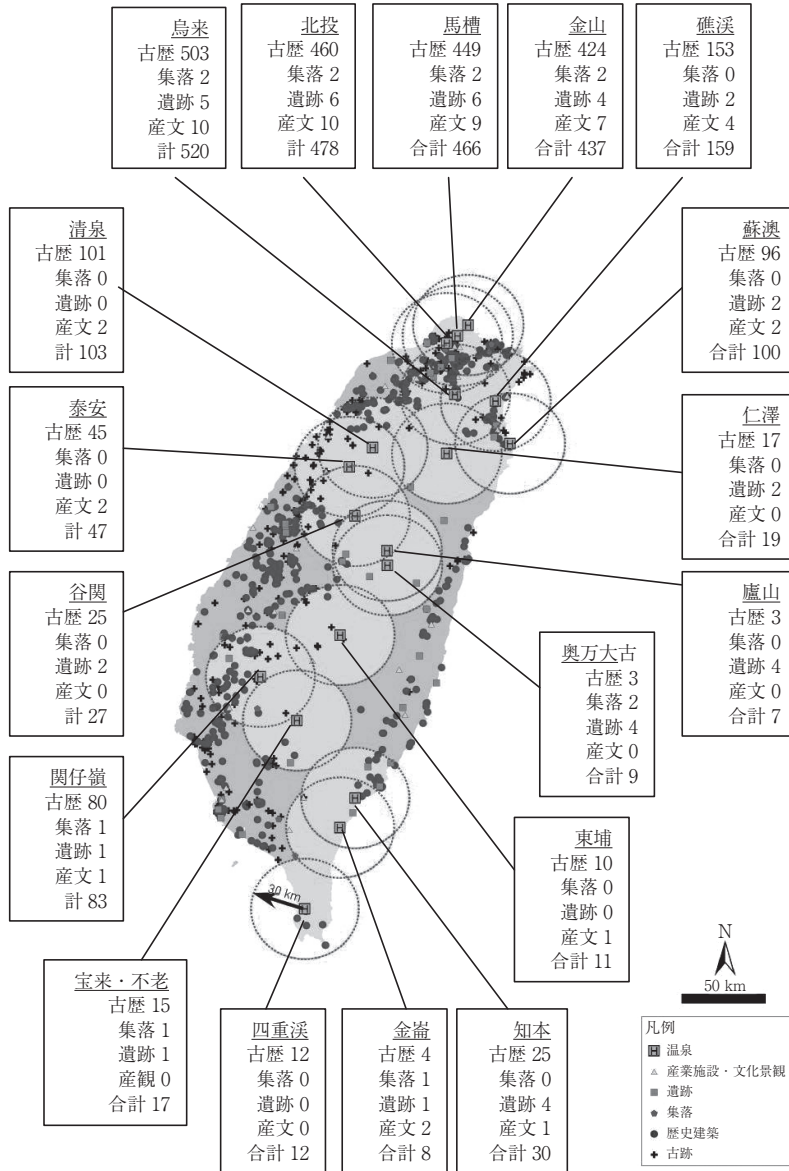 烏来
古歴 503
集落 2
遺跡 5
産文 10
計 520
北投
古歴 460
集落 2
遺跡 6
産文 10
計 478
馬槽
古歴 449
集落 2
遺跡 6
産文 9
合計 466
金山
古歴 424
集落 2
遺跡 4
産文 7
合計 437
礁渓
古歴 153
集落 0
遺跡 2
産文 4
合計 159
清泉
古歴 101
集落 0
遺跡 0
産文 2
計 103
蘇澳
古歴 96
集落 0
遺跡 2
産文 2
合計 100
泰安
古歴 45
集落 0
遺跡 0
産文 2
計 47
仁澤
古歴 17
集落 0
遺跡 2
産文 0
合計 19
谷関
古歴 25
集落 0
遺跡 2
産文 0
計 27
廬山
古歴 3
集落 0
遺跡 4
産文 0
合計 7
奥万大古
古歴 3
集落 2
遺跡 4
産文 0
合計 9
関仔嶺
古歴 80
集落 1
遺跡 1
産文 1
計 83
東埔
古歴 10
集落 0
遺跡 0
産文 1
合計 11
宝来・不老
古歴 15
集落 1
遺跡 1
産観 0
合計 17
四重渓
古歴 12
集落 0
遺跡 0
産文 0
合計 12
金崙
古歴 4
集落 1
遺跡 1
産文 2
合計 8
知本
古歴 25
集落 0
遺跡 4
産文 1
合計 30
30 km
N
50 km
凡例
温泉
産業施設・文化景観
遺跡
集落
歴史建築
古跡